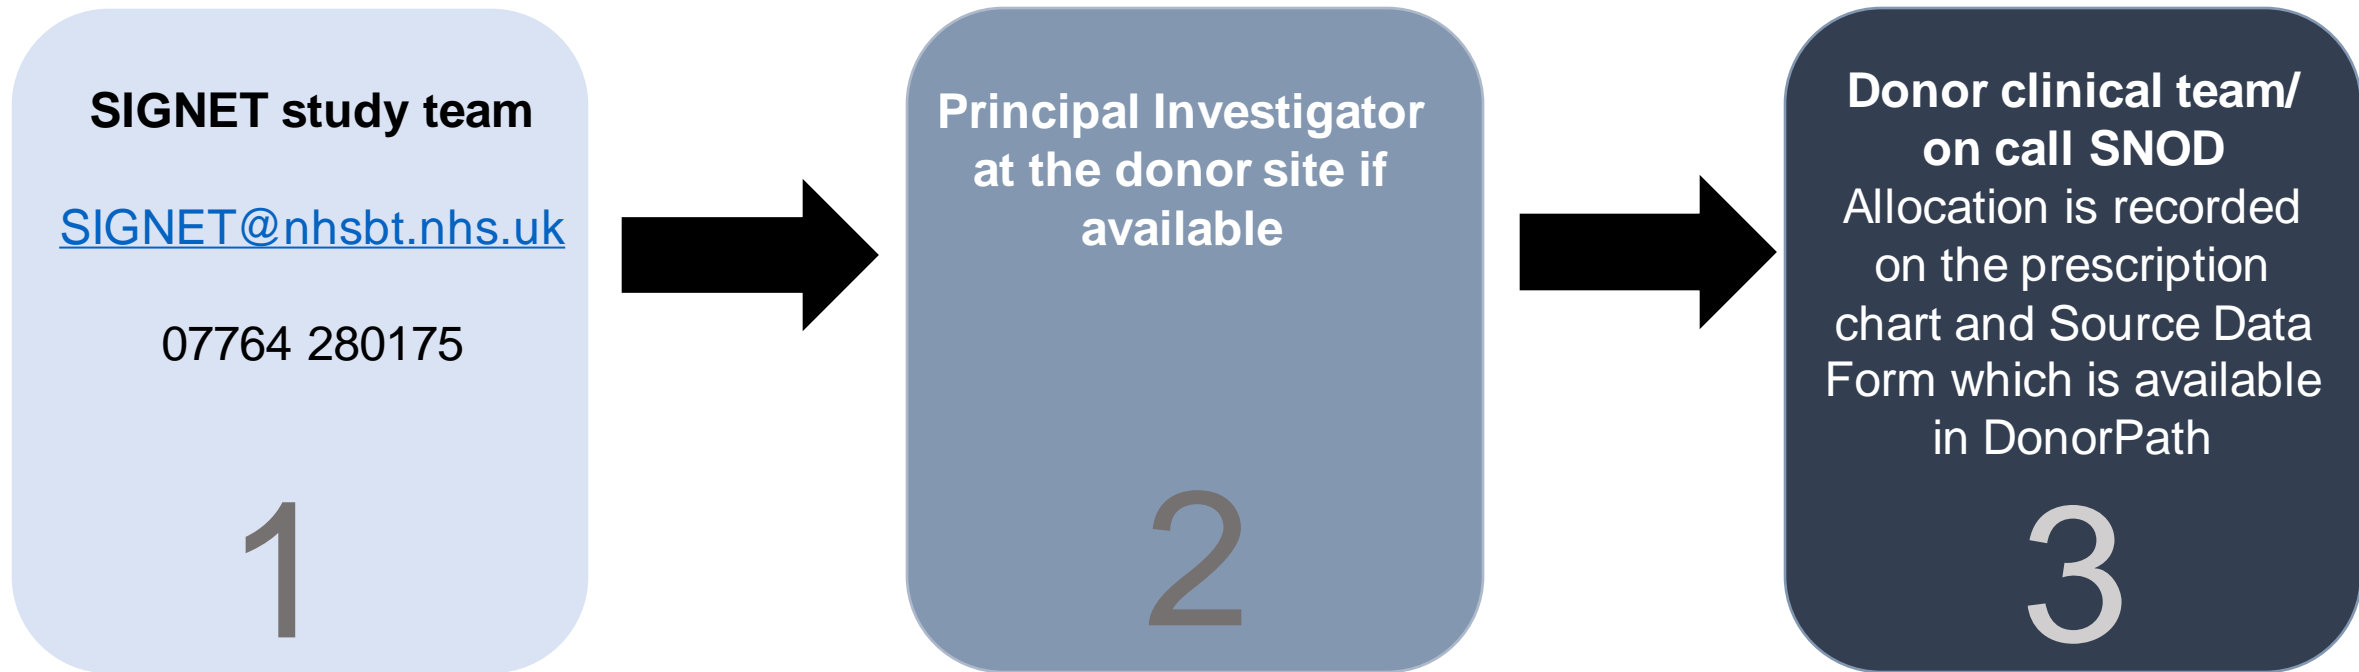 SIGNET study team
SIGNET@nhsbt.nhs.uk
07764 280175
1
Principal Investigator
at the donor site if
available
2
Donor clinical team/
on call SNOD
Allocation is recorded
on the prescription
chart and Source Data
Form which is available
in DonorPath
3